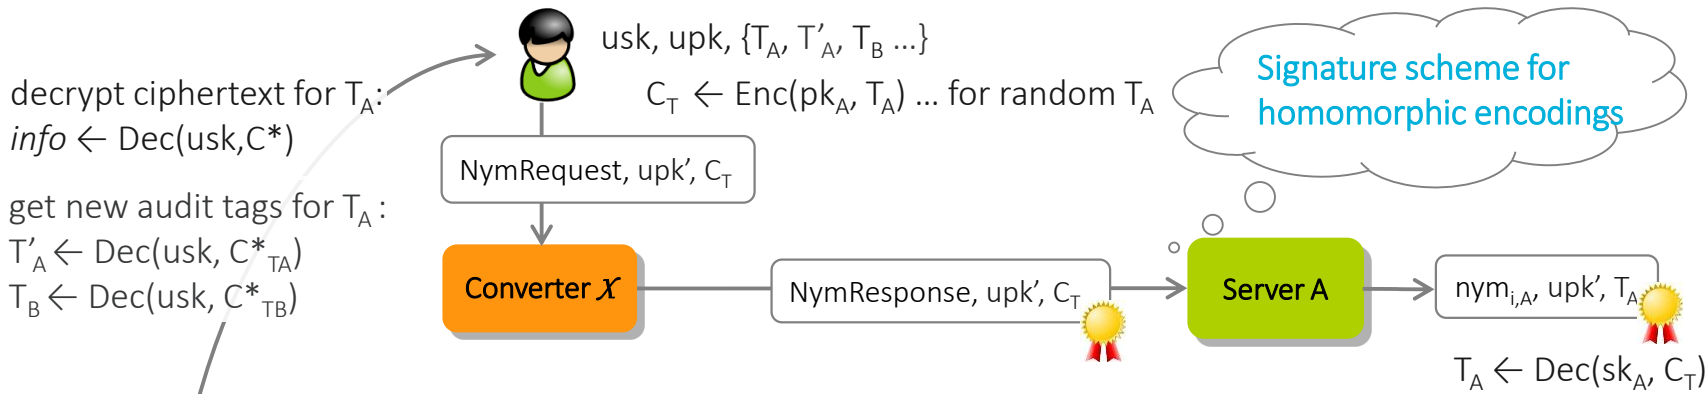 usk, upk, {T_A, T'_A, T_B ...}
C_T ← Enc(pk_A, T_A) ... for random T_A
decrypt ciphertext for T_A:
info ← Dec(usk,C*)
get new audit tags for T_A :
T'_A ← Dec(usk, C*_TA)
T_B ← Dec(usk, C*_TB)
NymRequest, upk', C_T
Converter X
NymResponse, upk', C_T
Signature scheme for
homomorphic encodings
Server A
nym_i,A, upk', T_A
T_A ← Dec(sk_A, C_T)